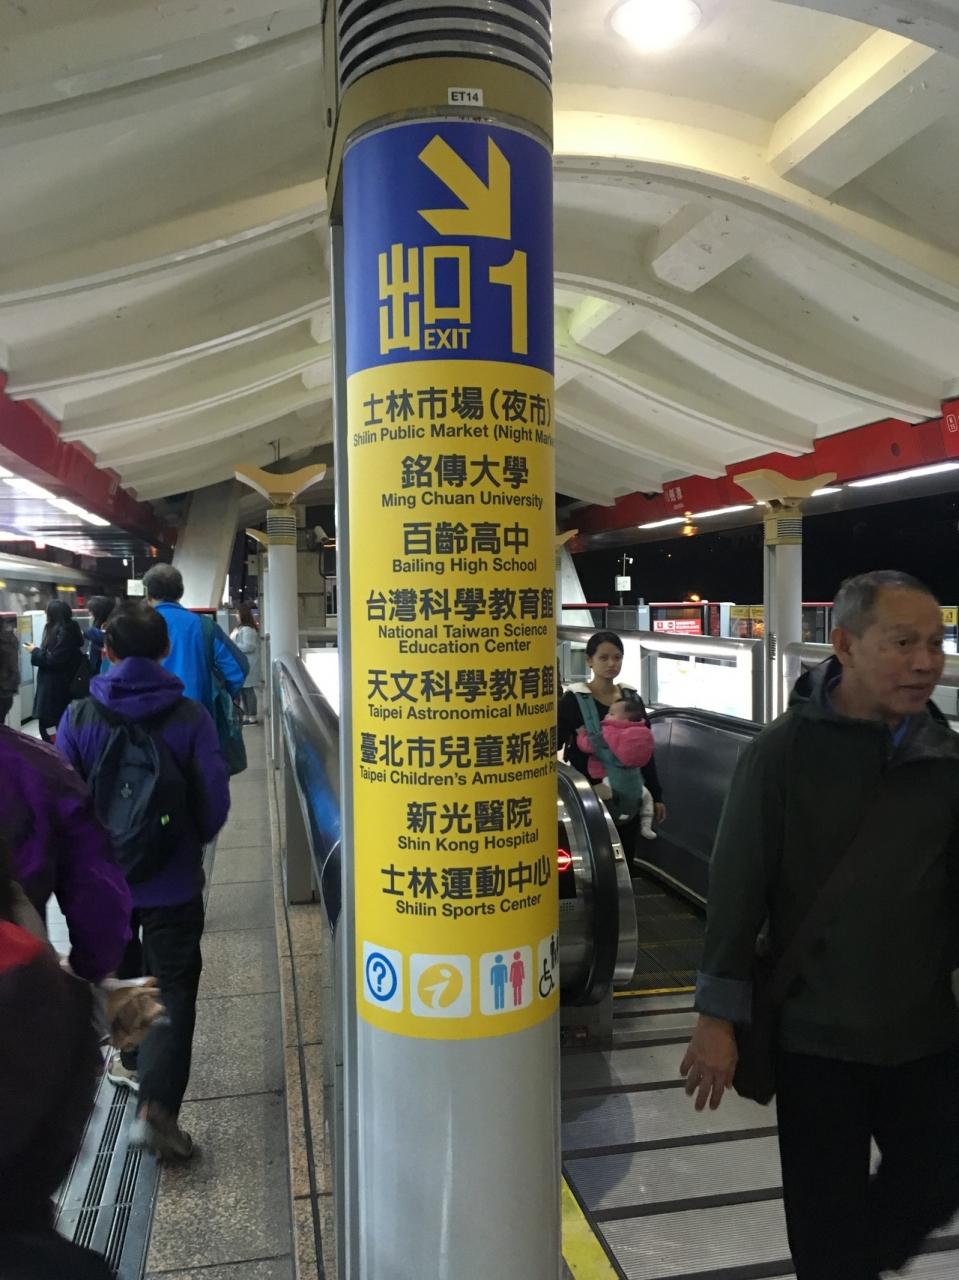 ET14
出口 1
EXIT
士林市場(夜市)
Shilin Public Market (Night
銘傳大學
Ming Chuan University
百齡高中
Bailing High School
台灣科學教育館
National Taiwan Science
Education Center
天文科學教育館
Taipei Astronomical Museum
臺北市兒童新樂園
Taipei Children's Amusement
新光醫院
Shin Kong Hospital
士林運動中心
Shilin Sports Center
?
i